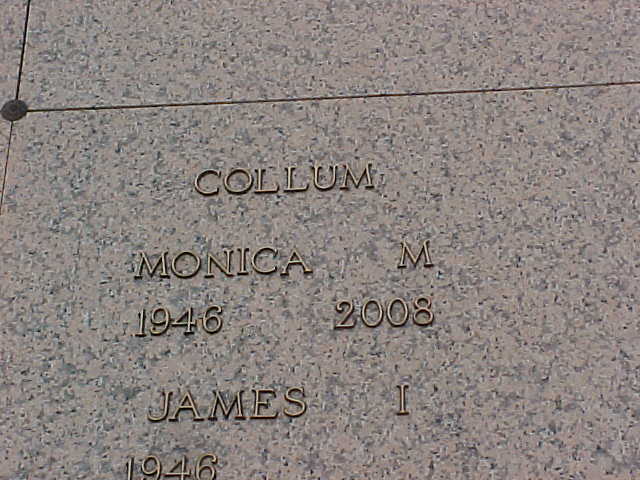 COLLUM
MONICA M
1946 2008
JAMES I
1946